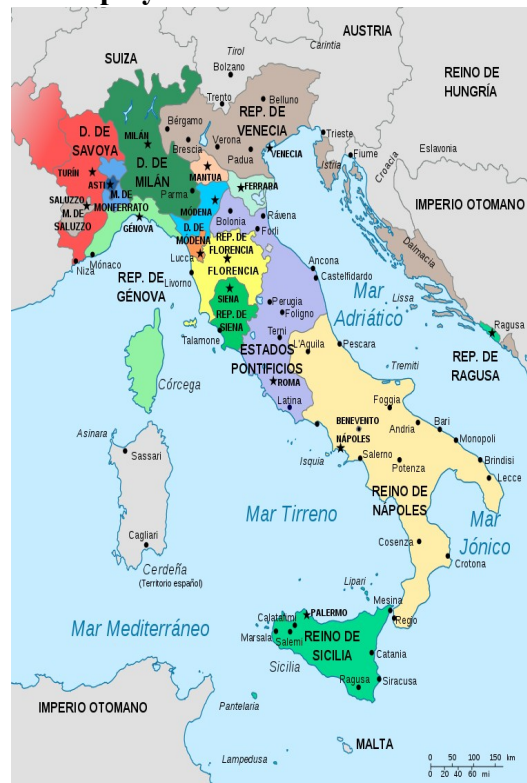 AUSTRIA
Tirol
Carintia
SUIZA
Bolzano
REINO DE
HUNGRÍA
Trento
Belluno
REP. DE
VENECIA
Bérgamo
Trieste
D. DE
SAVOYA
MILÁN
Brescia
Verona
Padua
VENECIA
Fiume
Eslavonia
Istria
Croacia
TURÍN
D. DE
MILÁN
MANTUA
ASTI
FERRARA
IMPERIO OTOMANO
M. DE
MONFERRATO
Parma
SALUZZO
M. DE
SALUZZO
MÓDENA
Bolonia
Rávena
GÉNOVA
D. DE
MÓDENA
Fodi
REP. DE
FLORENCIA
Dalmacia
Lucca
FLORENCIA
Ancona
Niza
Mónaco
Castelfidardo
REP. DE
GÉNOVA
Livorno
Mar
Adriático
SIENA
Perugia
Lissa
REP. DE
SIENA
Foligno
Ragusa
Talamone
Terni
L'Aquila
Pescara
ESTADOS
PONTIFICIOS
REP. DE
RAGUSA
Tremiti
Córcega
ROMA
Latina
Foggia
Asinara
BENEVENTO
Andria
Bari
Sassari
NÁPOLES
Monopoli
Isquia
Salerno
Brindisi
Potenza
Lecce
REINO DE
NÁPOLES
Mar Tirreno
Mar
Jónico
Cagliari
Cosenza
Crotona
Cerdeña
(Territorio español)
Lípari
Mesina
PALERMO
Regio
Calatafimi
Mar Mediterráneo
Marsala
Salemi
REINO DE
SICILIA
Catania
Sicilia
Ragusa
Siracusa
IMPERIO OTOMANO
Pantelaria
MALTA
Lampedusa
0 50 100 150 km
0 20 40 60 mi